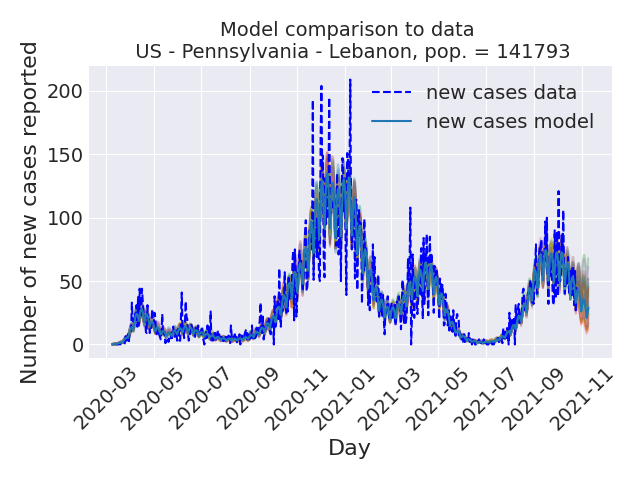 Model comparison to data
US - Pennsylvania - Lebanon, pop. = 141793
Number of new cases reported
200
150
100
50
0
new cases data
new cases model
2020-03
2020-05
2020-07
2020-09
2020-11
2021-01
2021-03
2021-05
2021-07
2021-09
2021-11
Day